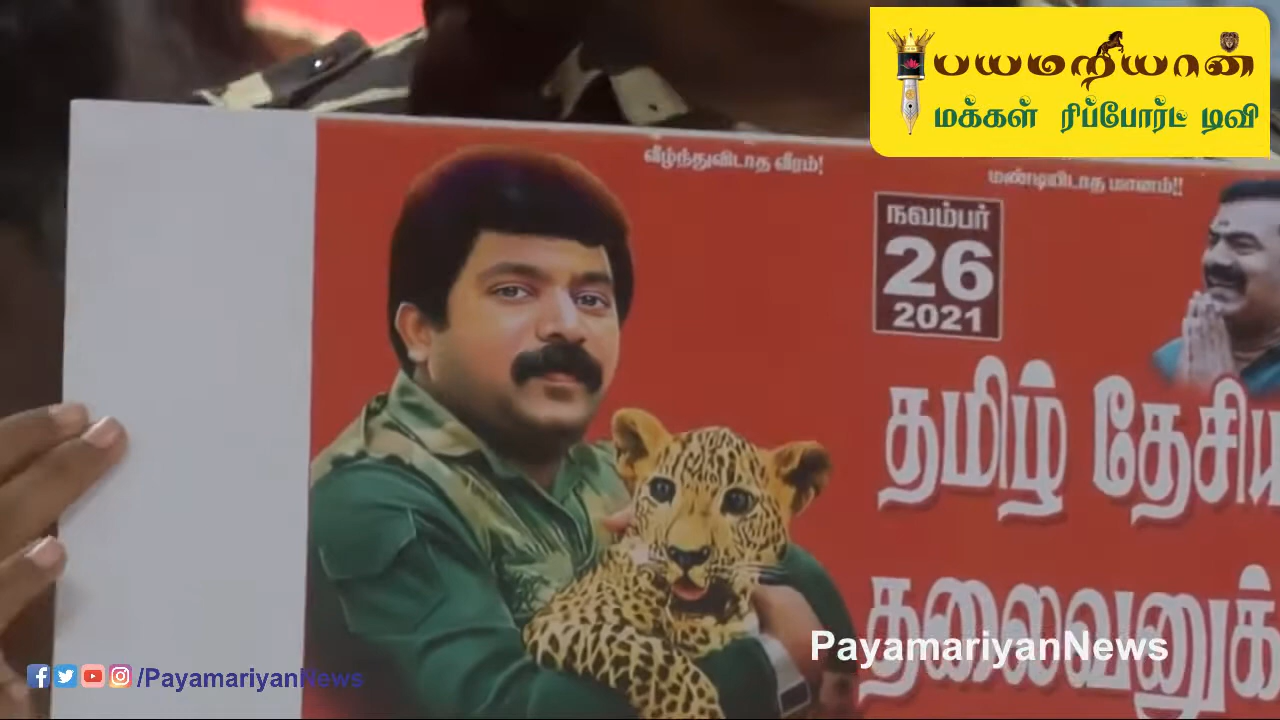 பயமறியான்
மக்கள் ரிப்போர்ட் டிவி
வீழ்ந்துவிடாத வீரம்!
மண்டியிடாத மானம்!!
நவம்பர்
26
2021
தமிழ் தேசிய
தலைவனுக்
PayamariyanNews
/PayamariyanNews